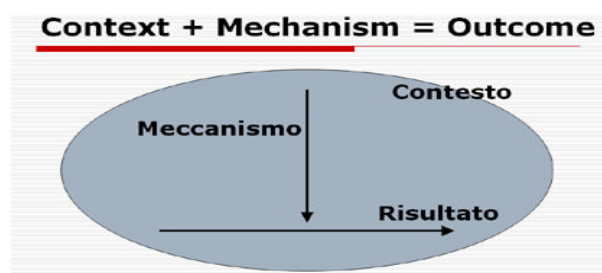 Context + Mechanism = Outcome
Contesto
Meccanismo
Risultato